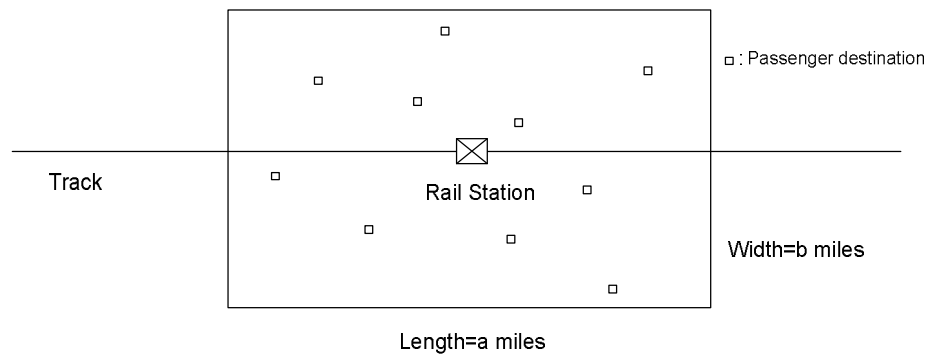 : Passenger destination
Track
Rail Station
Width=b miles
Length=a miles